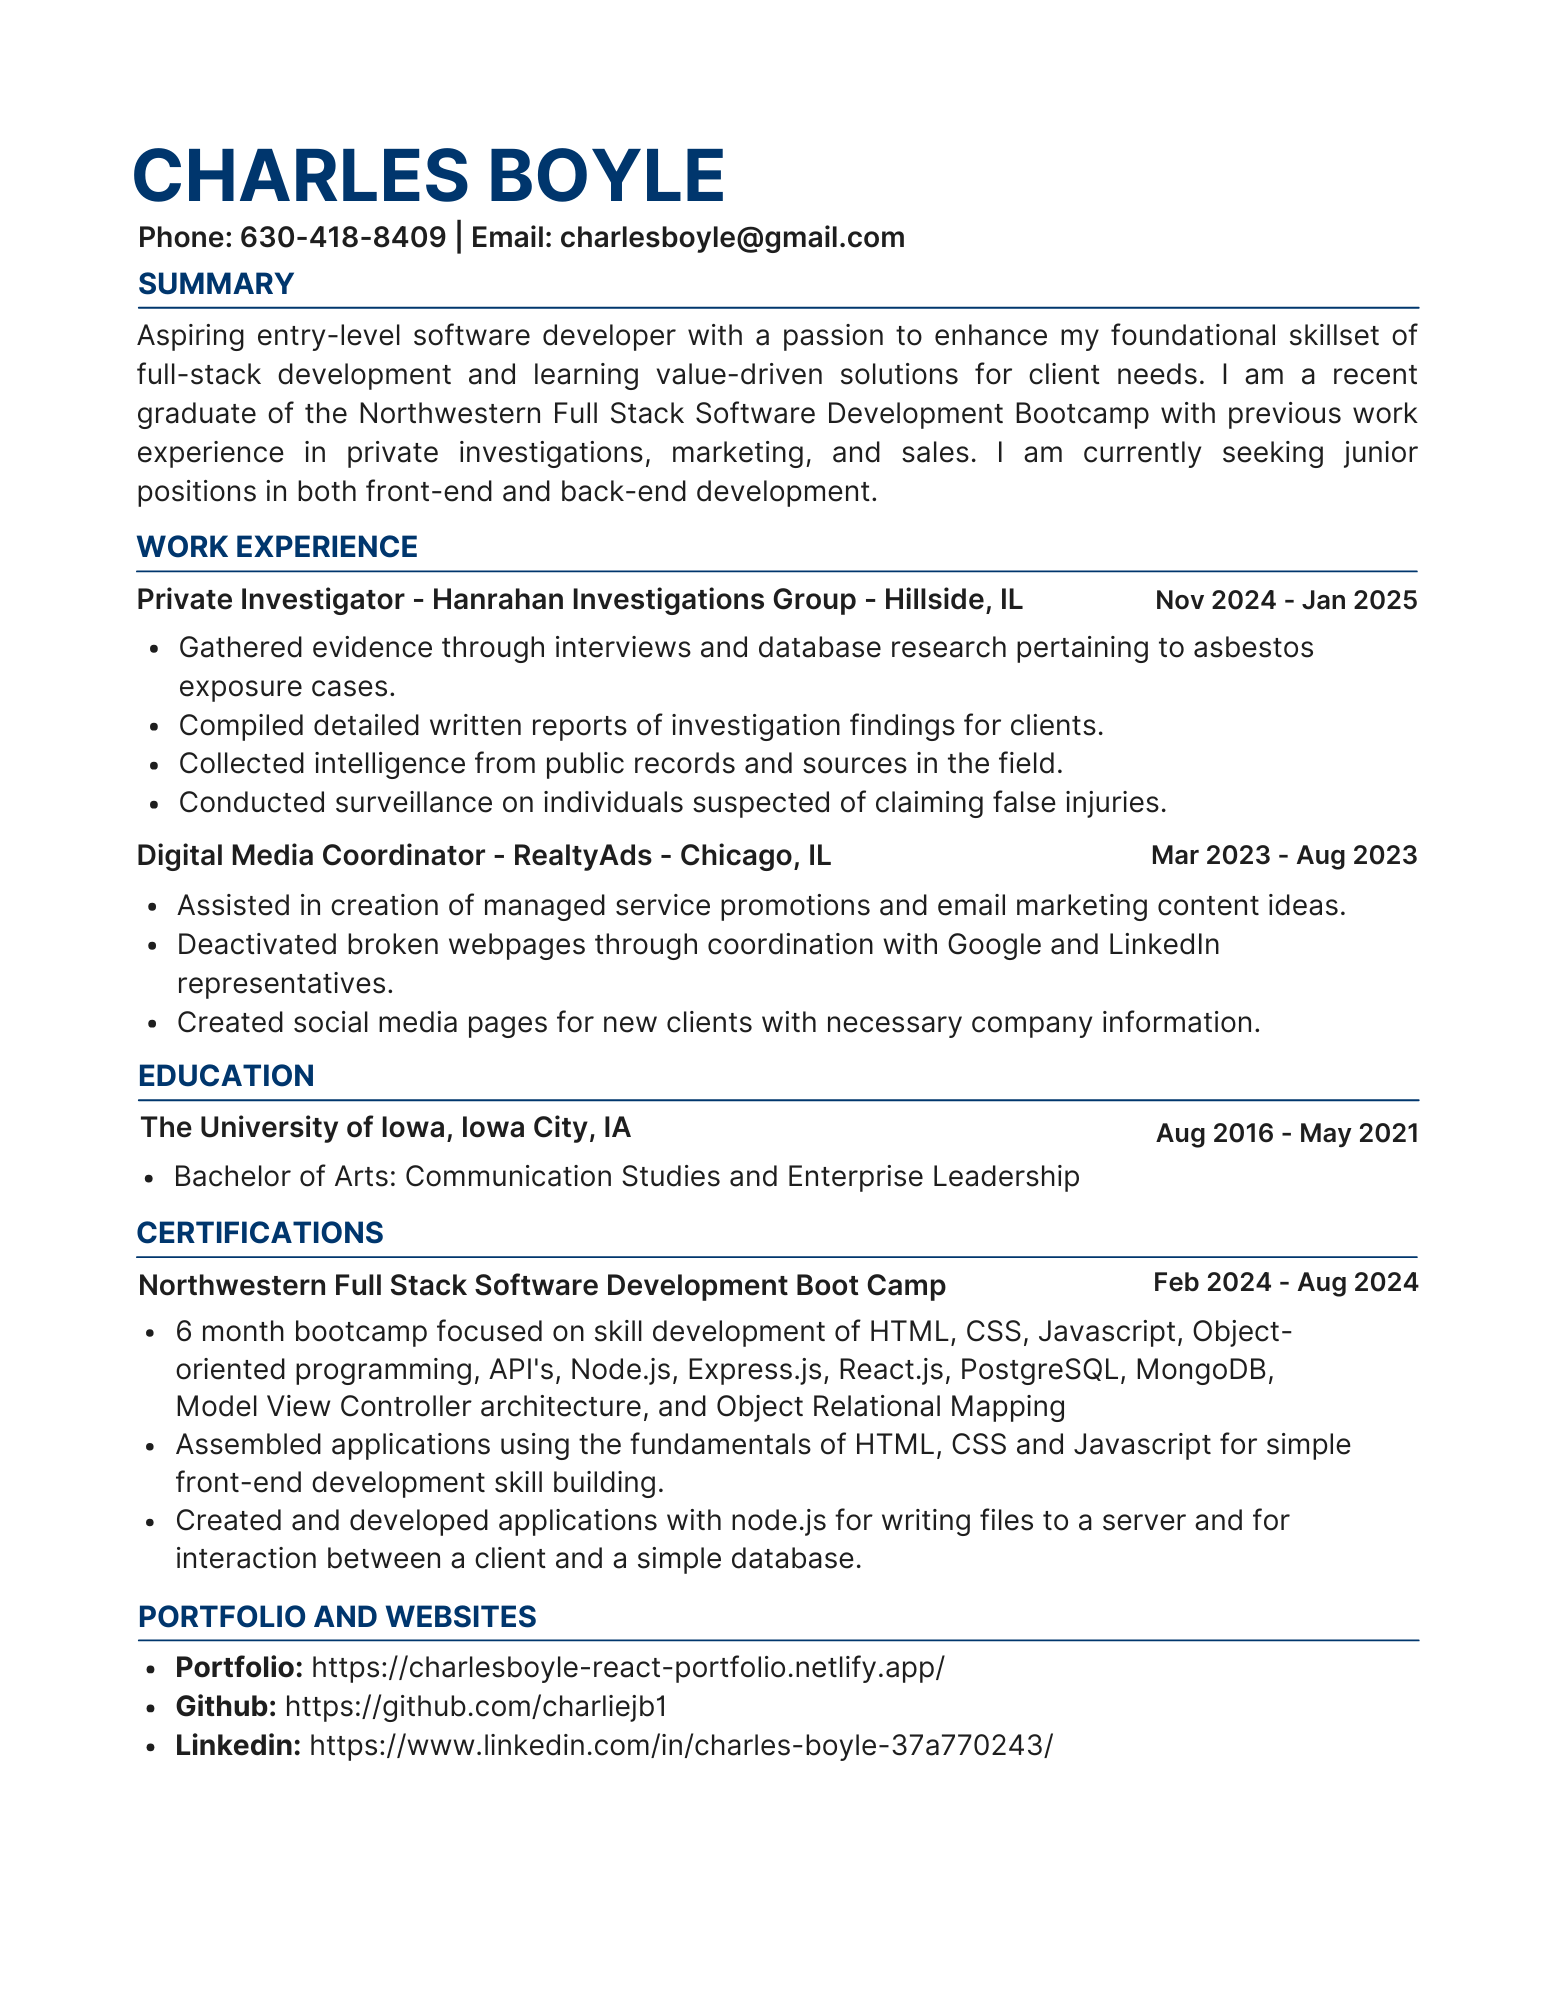 CHARLES BOYLE
Phone: 630-418-8409 | Email: charlesboyle@gmail.com
SUMMARY
Aspiring entry-level software developer with a passion to enhance my foundational skillset of
full-stack development and learning value-driven solutions for client needs. I am a recent
graduate of the Northwestern Full Stack Software Development Bootcamp with previous work
experience in private investigations, marketing, and sales. I am currently seeking junior
positions in both front-end and back-end development.
WORK EXPERIENCE
Private Investigator - Hanrahan Investigations Group - Hillside, IL Nov 2024 - Jan 2025
• Gathered evidence through interviews and database research pertaining to asbestos
exposure cases.
• Compiled detailed written reports of investigation findings for clients.
• Collected intelligence from public records and sources in the field.
• Conducted surveillance on individuals suspected of claiming false injuries.
Digital Media Coordinator - RealtyAds - Chicago, IL Mar 2023 - Aug 2023
• Assisted in creation of managed service promotions and email marketing content ideas.
• Deactivated broken webpages through coordination with Google and LinkedIn
representatives.
• Created social media pages for new clients with necessary company information.
EDUCATION
The University of Iowa, Iowa City, IA Aug 2016 - May 2021
• Bachelor of Arts: Communication Studies and Enterprise Leadership
CERTIFICATIONS
Northwestern Full Stack Software Development Boot Camp Feb 2024 - Aug 2024
• 6 month bootcamp focused on skill development of HTML, CSS, Javascript, Object-
oriented programming, API's, Node.js, Express.js, React.js, PostgreSQL, MongoDB,
Model View Controller architecture, and Object Relational Mapping
• Assembled applications using the fundamentals of HTML, CSS and Javascript for simple
front-end development skill building.
• Created and developed applications with node.js for writing files to a server and for
interaction between a client and a simple database.
PORTFOLIO AND WEBSITES
• Portfolio: https://charlesboyle-react-portfolio.netlify.app/
• Github: https://github.com/charliejb1
• Linkedin: https://www.linkedin.com/in/charles-boyle-37a770243/